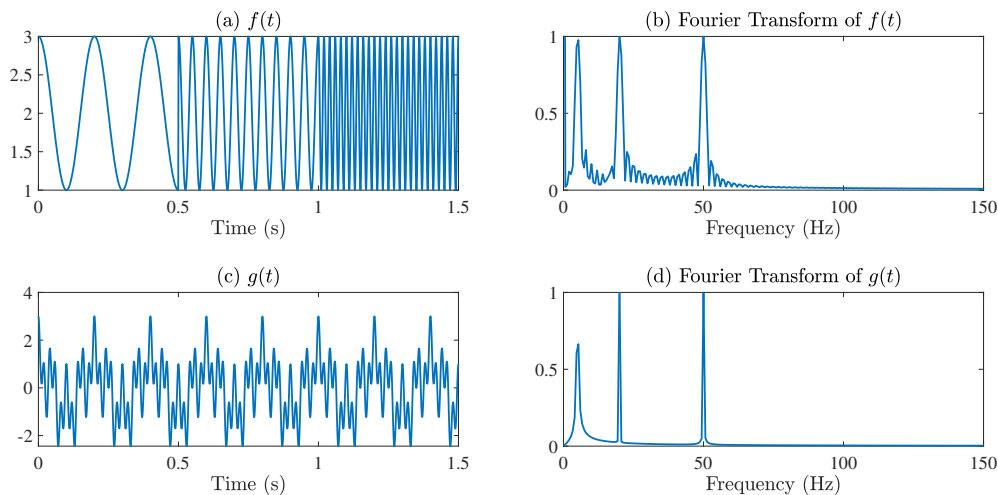 (a) f(t)
3
2.5
2
1.5
1
0 0.5 1 1.5
Time (s)
(b) Fourier Transform of f(t)
1
0.5
0
0 50 100 150
Frequency (Hz)
(c) g(t)
4
2
0
-2
0 0.5 1 1.5
Time (s)
(d) Fourier Transform of g(t)
1
0.5
0
0 50 100 150
Frequency (Hz)